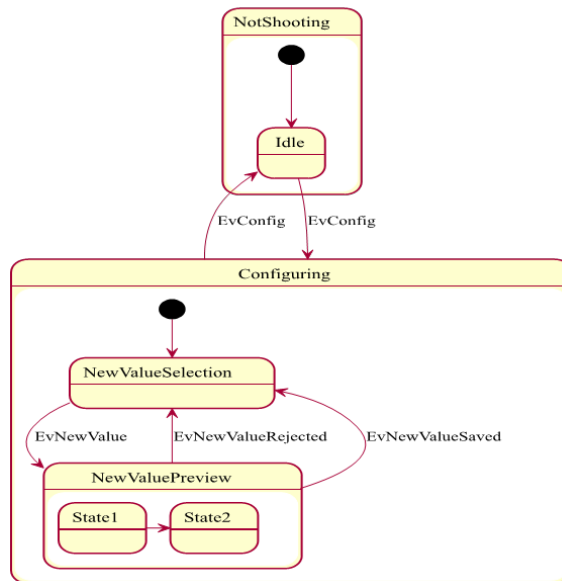 NotShooting
Idle
EvConfig
EvConfig
Configuring
NewValueSelection
EvNewValue
EvNewValueRejected
EvNewValueSaved
NewValuePreview
State1
State2